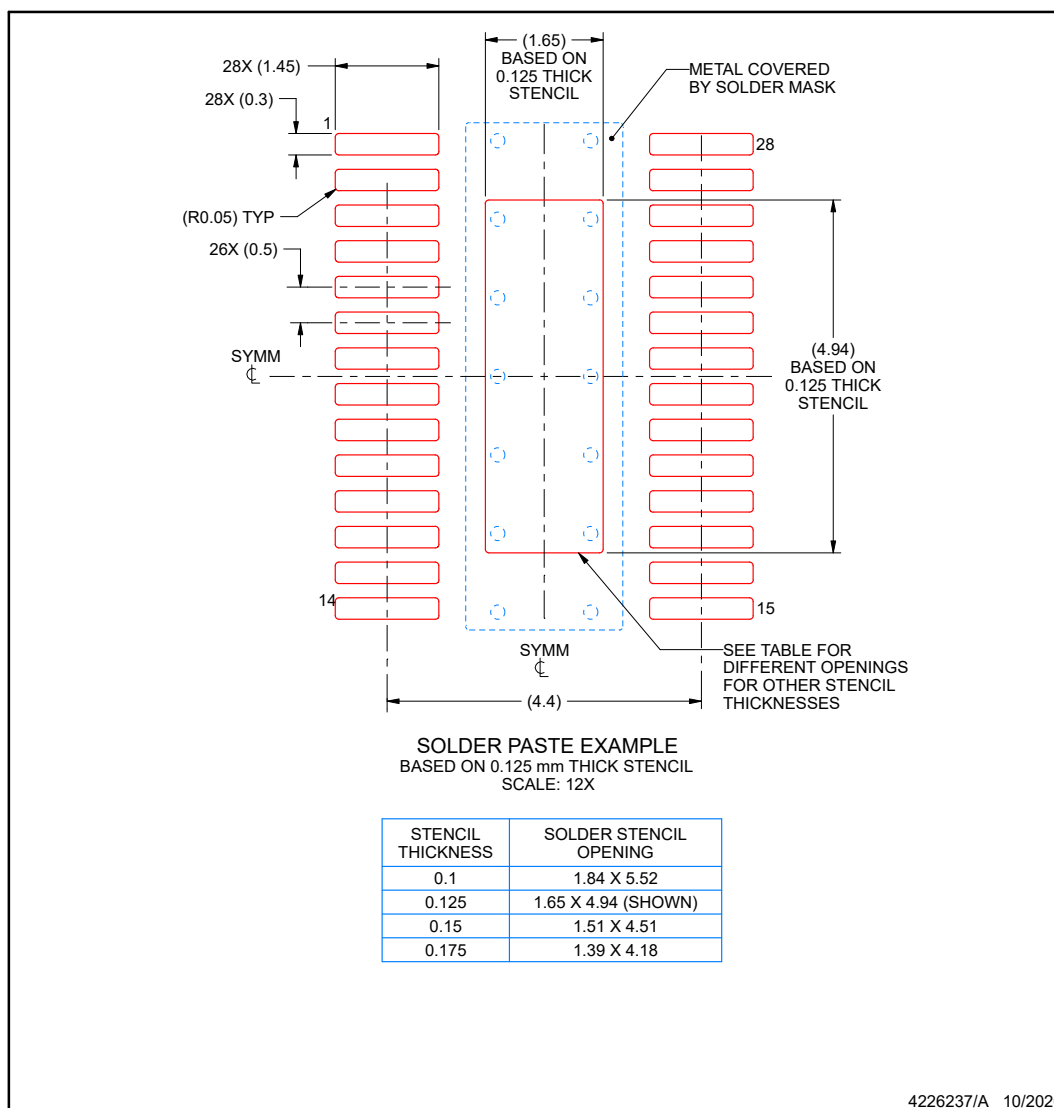 (1.65)
BASED ON
0.125 THICK
STENCIL
28X (1.45)
METAL COVERED
BY SOLDER MASK
28X (0.3)
1
28
(R0.05) TYP
26X (0.5)
SYMM
℄
(4.94)
BASED ON
0.125 THICK
STENCIL
14
15
SYMM
℄
SEE TABLE FOR
DIFFERENT OPENINGS
FOR OTHER STENCIL
THICKNESSES
(4.4)
SOLDER PASTE EXAMPLE
BASED ON 0.125 mm THICK STENCIL
SCALE: 12X
STENCIL
THICKNESS
SOLDER STENCIL
OPENING
0.1
1.84 X 5.52
0.125
1.65 X 4.94 (SHOWN)
0.15
1.51 X 4.51
0.175
1.39 X 4.18
4226237/A 10/202